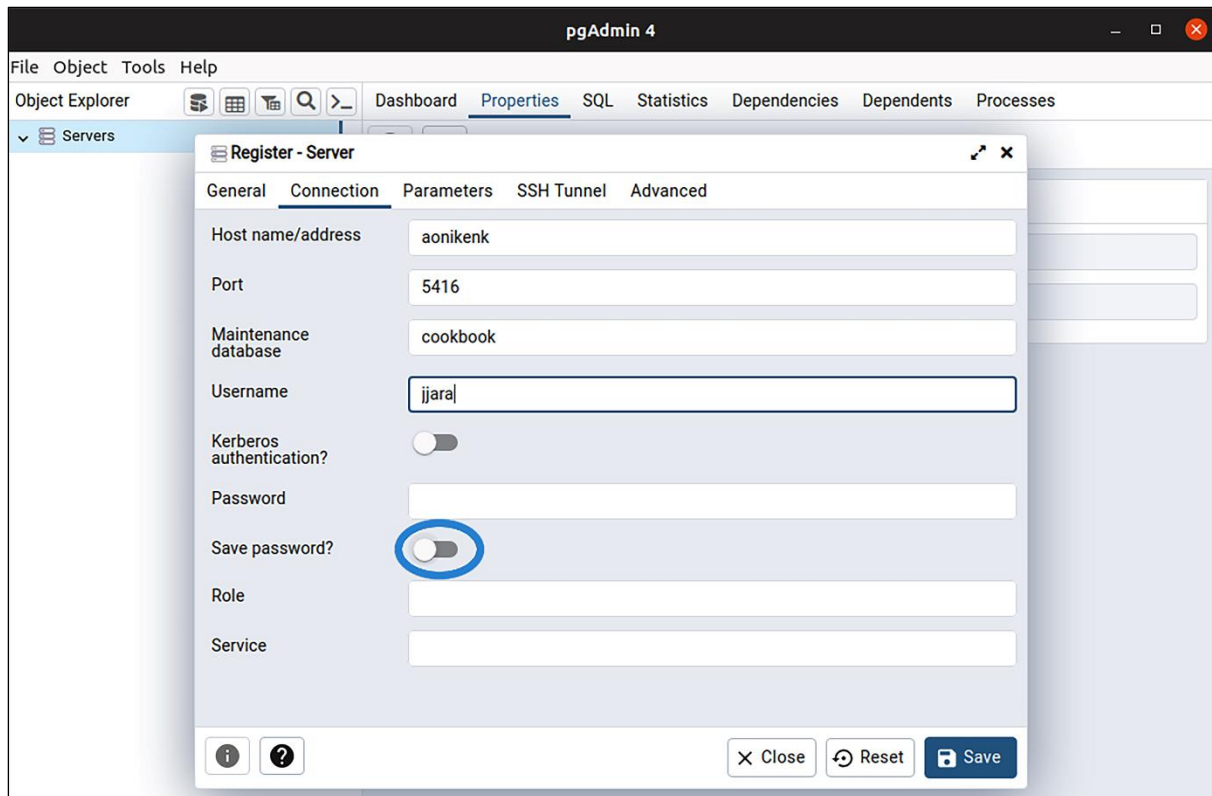 pgAdmin 4
File Object Tools Help
Object Explorer Dashboard Properties SQL Statistics Dependencies Dependents Processes
Servers
Register - Server
General Connection Parameters SSH Tunnel Advanced
Host name/address aonikenk
Port 5416
Maintenance
database cookbook
Username jjara
Kerberos
authentication?
Password
Save password?
Role
Service
Close Reset Save